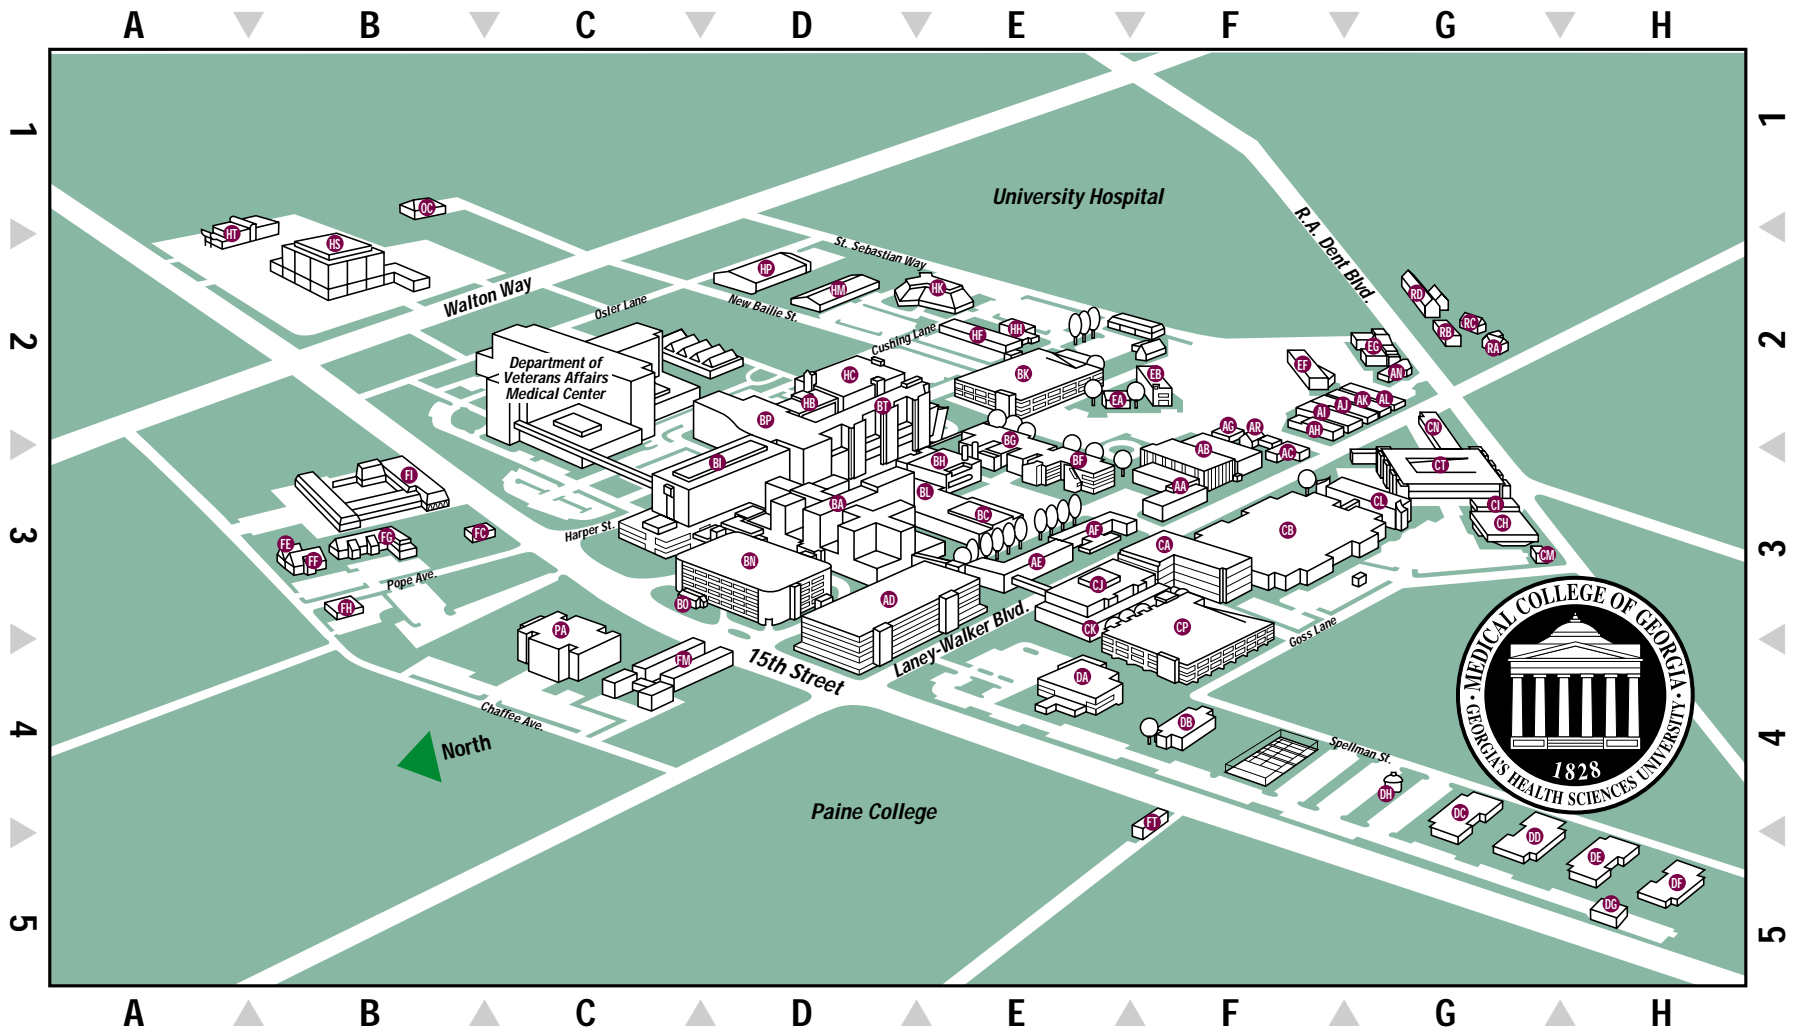 A B C D E F G H
1
1
University Hospital
OC
R.A. Dent Blvd.
HT
HS
St. Sebastian Way
HP
HM
HK
RD
Walton Way
Osler Lane
New Bailie St.
2
2
Cushing Lane
HF
HH
RB
RC
RA
EG
AN
EF
Department of
Veterans Affairs
Medical Center
HC
BK
EB
EA
HB
BT
BP
AI
AJ
AK
AL
AH
AG
AR
CN
BG
AB
AC
BI
BH
BF
CT
FI
AA
BL
BA
BC
CL
CI
CH
3
3
Harper St.
FC
FG
FE
FF
AF
CB
CA
CM
BN
AE
Pope Ave.
CJ
FH
BO
AD
Laney-Walker Blvd.
CK
CP
Goss Lane
PA
FM
15th Street
DA
MEDICAL COLLEGE OF GEORGIA
GEORGIA'S HEALTH SCIENCES UNIVERSITY
1828
Chaffee Ave.
DB
4
4
North
Spellman St.
DH
Paine College
DC
FT
DD
DE
DF
DG
5
5
A B C D E F G H